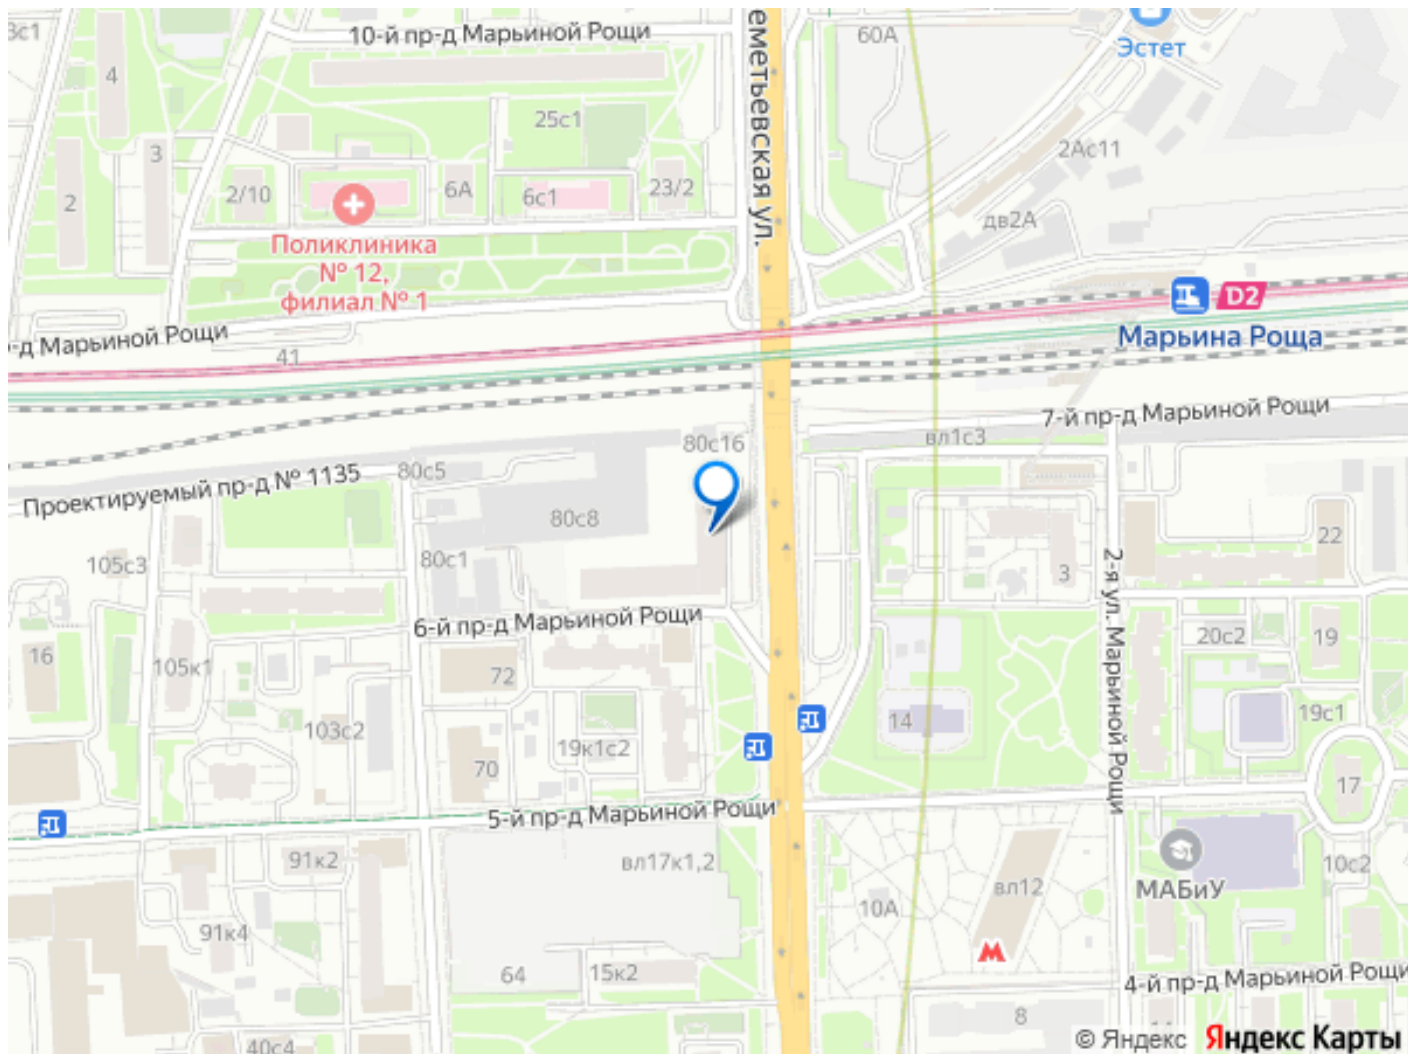 3с1
10-й пр-д Марьиной Рощи
еметьевская ул.
60А
Эстет
4
25с1
3
2Ас11
2
2/10
6А
6с1
23/2
дв2А
Поликлиника
№ 12,
филиал № 1
D2
Марьина Роща
-д Марьиной Рощи
41
7-й пр-д Марьиной Рощи
80с16
вл1с3
80с5
Проектируемый пр-д № 1135
80с8
22
105с3
80с1
3
2-я ул. Марьиной Рощи
6-й пр-д Марьиной Рощи
20с2
19
16
105к1
72
19с1
14
103с2
19к1с2
70
17
5-й пр-д Марьиной Рощи
91к2
вл17к1,2
вл12
МАБиУ
10с2
10А
91к4
64
15к2
4-й пр-д Марьиной Рощи
8
40с4
© Яндекс Яндекс Карты